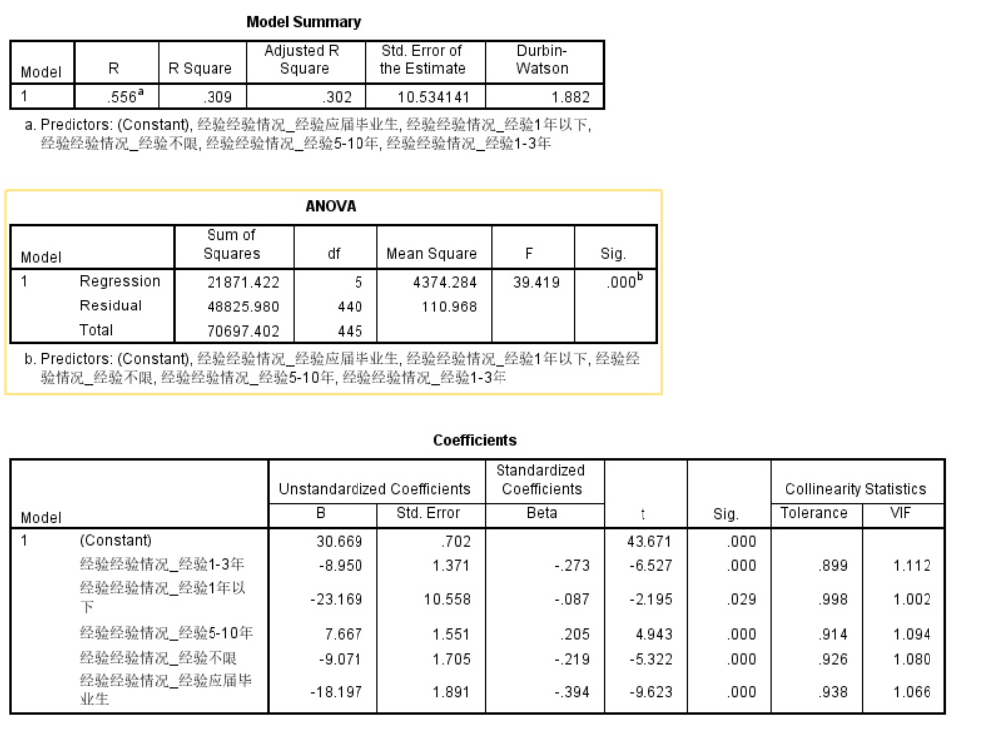 Model Summary
Model R R Square Adjusted R Square Std. Error of the Estimate Durbin-Watson
1 .556a .309 .302 10.534141 1.882
a. Predictors: (Constant), 经验经验情况_经验应届毕业生, 经验经验情况_经验1年以下,
经验经验情况_经验不限, 经验经验情况_经验5-10年, 经验经验情况_经验1-3年
ANOVA
Model Sum of Squares df Mean Square F Sig.
1 Regression 21871.422 5 4374.284 39.419 .000b
Residual 48825.980 440 110.968
Total 70697.402 445
b. Predictors: (Constant), 经验经验情况_经验应届毕业生, 经验经验情况_经验1年以下, 经验经
验情况_经验不限, 经验经验情况_经验5-10年, 经验经验情况_经验1-3年
Coefficients
Unstandardized Coefficients Standardized Coefficients Collinearity Statistics
Model B Std. Error Beta t Sig. Tolerance VIF
1 (Constant) 30.669 .702 43.671 .000
经验经验情况_经验1-3年 -8.950 1.371 -.273 -6.527 .000 .899 1.112
经验经验情况_经验1年以下 -23.169 10.558 -.087 -2.195 .029 .998 1.002
经验经验情况_经验5-10年 7.667 1.551 .205 4.943 .000 .914 1.094
经验经验情况_经验不限 -9.071 1.705 -.219 -5.322 .000 .926 1.080
经验经验情况_经验应届毕业生 -18.197 1.891 -.394 -9.623 .000 .938 1.066